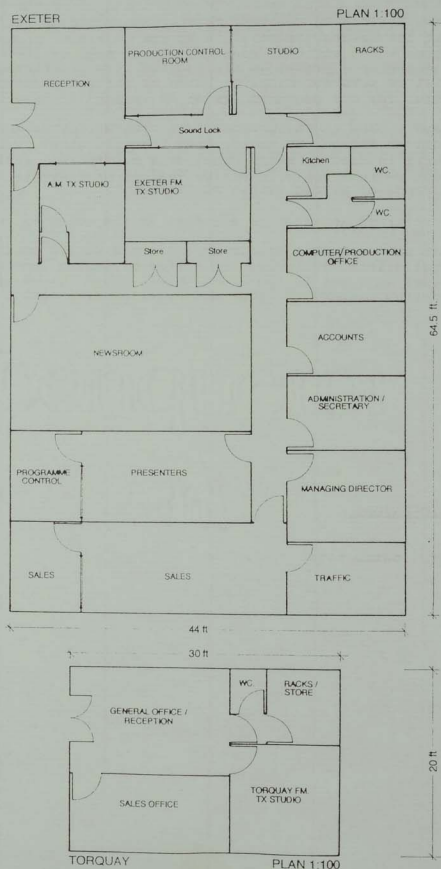 EXETER
PLAN 1:100
PRODUCTION CONTROL
ROOM
STUDIO
RACKS
RECEPTION
Sound Lock
Kitchen
WC.
A.M. TX STUDIO
EXETER FM.
TX STUDIO
WC.
Store
Store
COMPUTER/PRODUCTION
OFFICE
64.5 ft.
ACCOUNTS
NEWSROOM
ADMINISTRATION /
SECRETARY
PROGRAMME
CONTROL
PRESENTERS
MANAGING DIRECTOR
SALES
SALES
TRAFFIC
44 ft
30 ft
WC.
RACKS /
STORE
GENERAL OFFICE /
RECEPTION
20 ft
SALES OFFICE
TORQUAY FM.
TX STUDIO
TORQUAY
PLAN 1:100